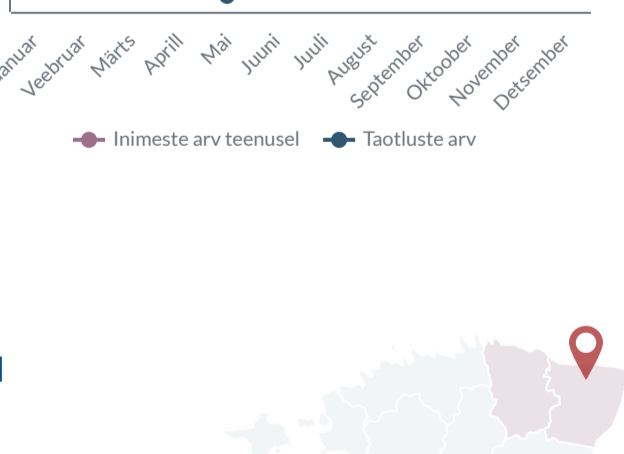 Veebruar
Märts
Aprill
Mai
Juuni
Juuli
August
September
Oktoober
November
Detsember
Inimeste arv teenusel
Taotluste arv